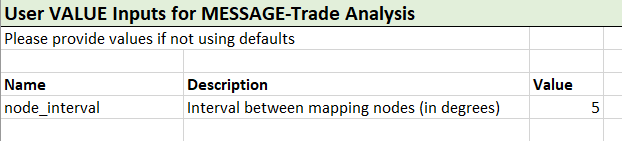 User VALUE Inputs for MESSAGE-Trade Analysis
Please provide values if not using defaults
Name Description Value
node_interval Interval between mapping nodes (in degrees) 5